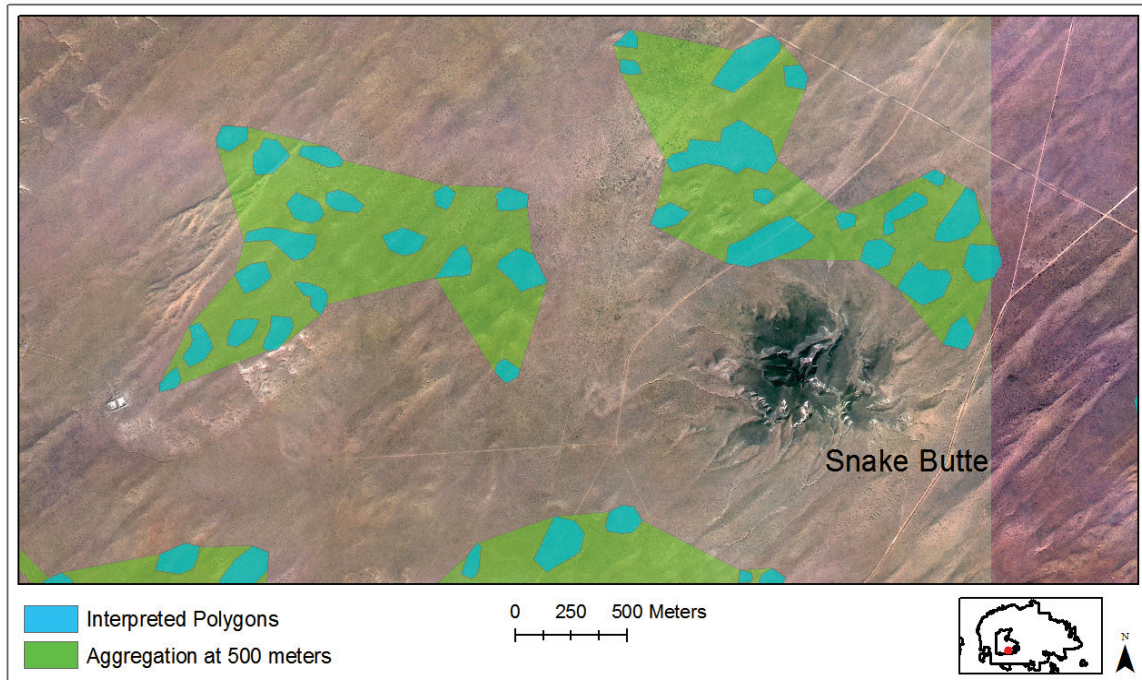 Snake Butte
Interpreted Polygons
Aggregation at 500 meters
0 250 500 Meters
N